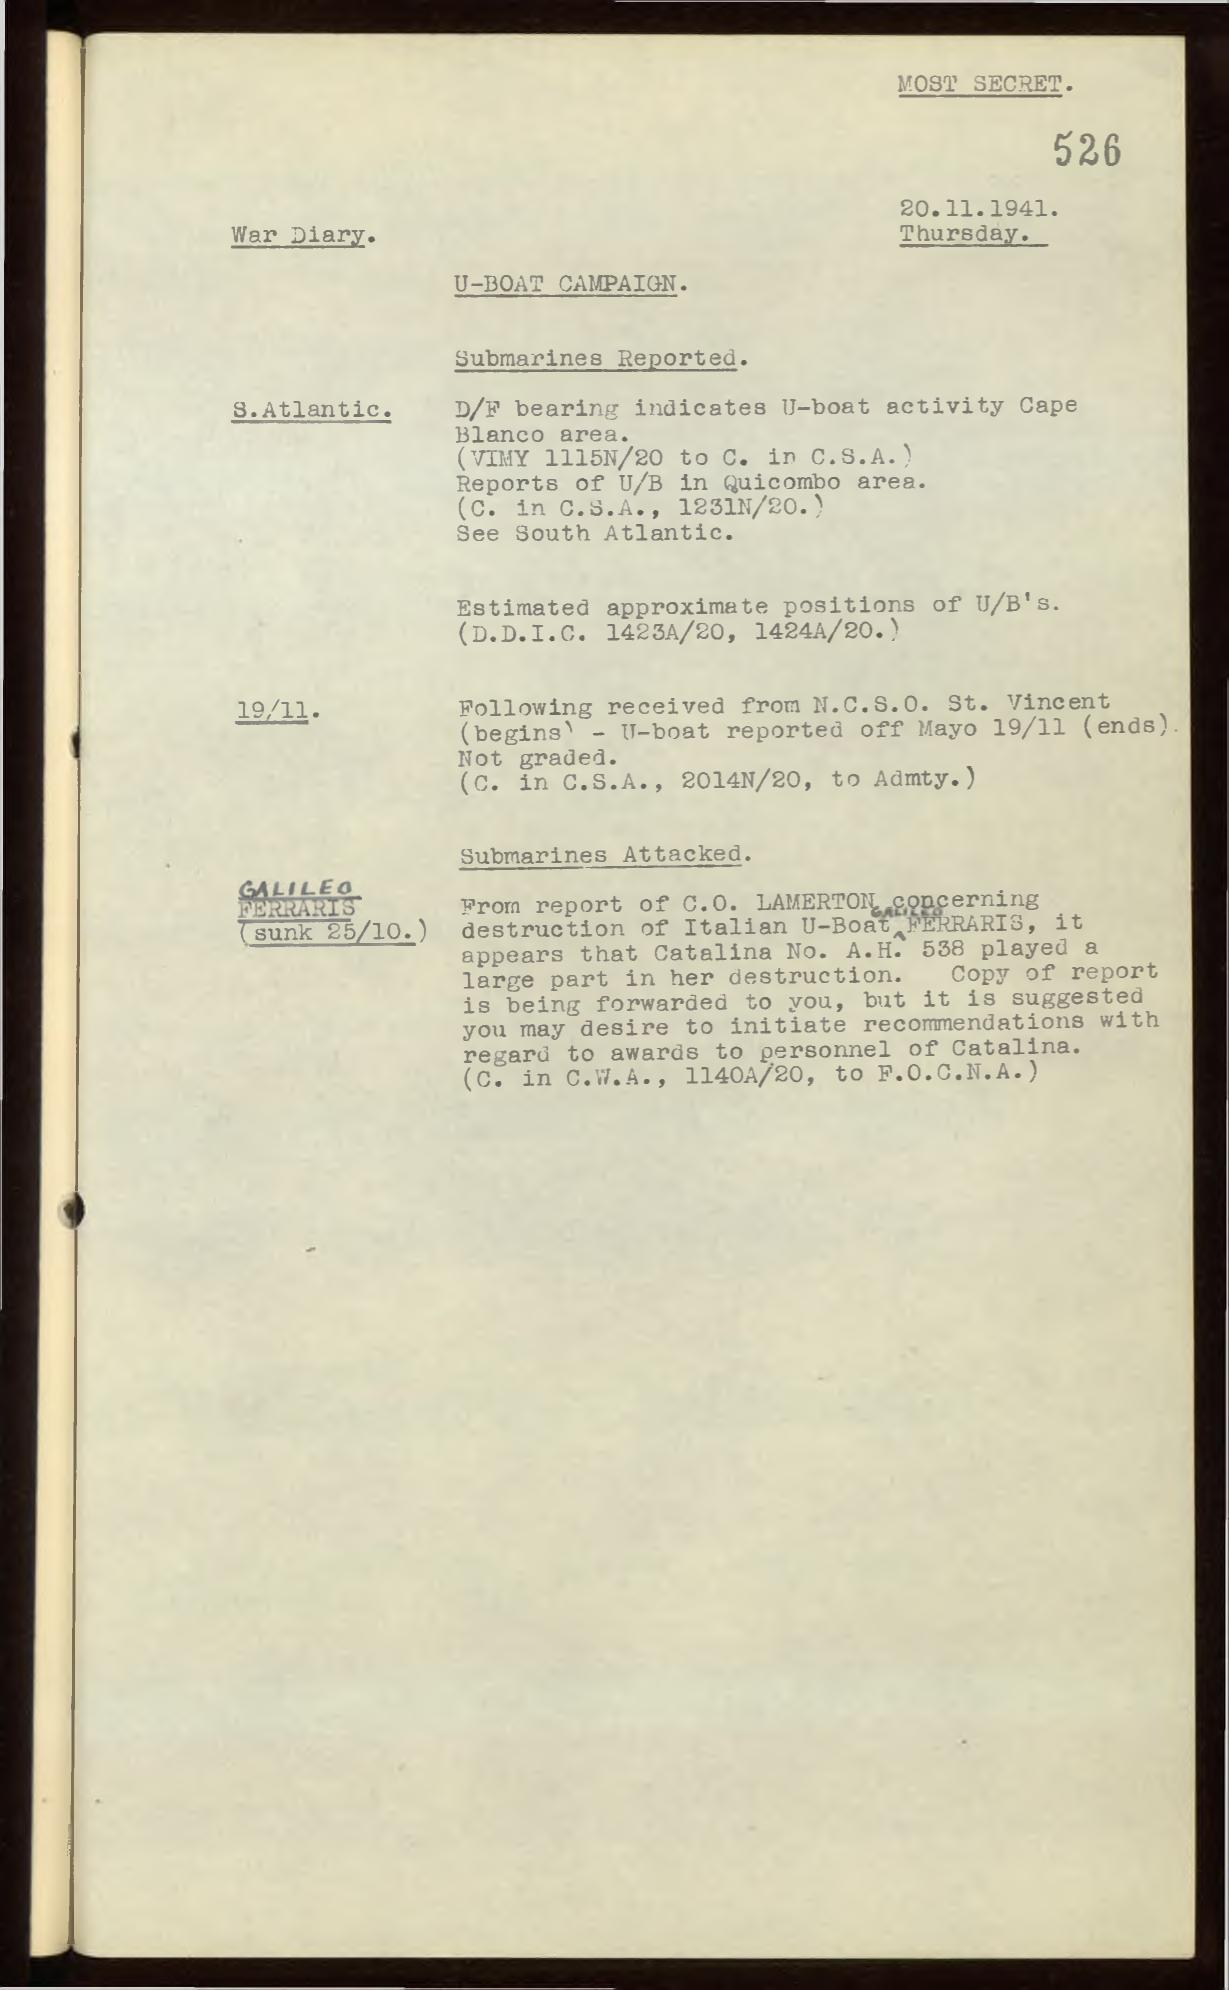 MOST SECRET.
526
20.11.1941.
War Diary.
Thursday.
U-BOAT CAMPAIGN.
Submarines Reported.
S.Atlantic.
D/F bearing indicates U-boat activity Cape
Blanco area.
(VIMY 1115N/20 to C. in C.S.A.)
Reports of U/B in Quicombo area.
(C. in C.S.A., 1231N/20.)
See South Atlantic.
Estimated approximate positions of U/B's.
(D.D.I.C. 1423A/20, 1424A/20.)
19/11.
Following received from N.C.S.O. St. Vincent
(begins) - U-boat reported off Mayo 19/11 (ends).
Not graded.
(C. in C.S.A., 2014N/20, to Admty.)
Submarines Attacked.
GALILEO
FERRARIS
(sunk 25/10.)
From report of C.O. LAMERTON concerning
destruction of Italian U-Boat GALILEO FERRARIS, it
appears that Catalina No. A.H. 538 played a
large part in her destruction. Copy of report
is being forwarded to you, but it is suggested
you may desire to initiate recommendations with
regard to awards to personnel of Catalina.
(C. in C.W.A., 1140A/20, to F.O.C.N.A.)